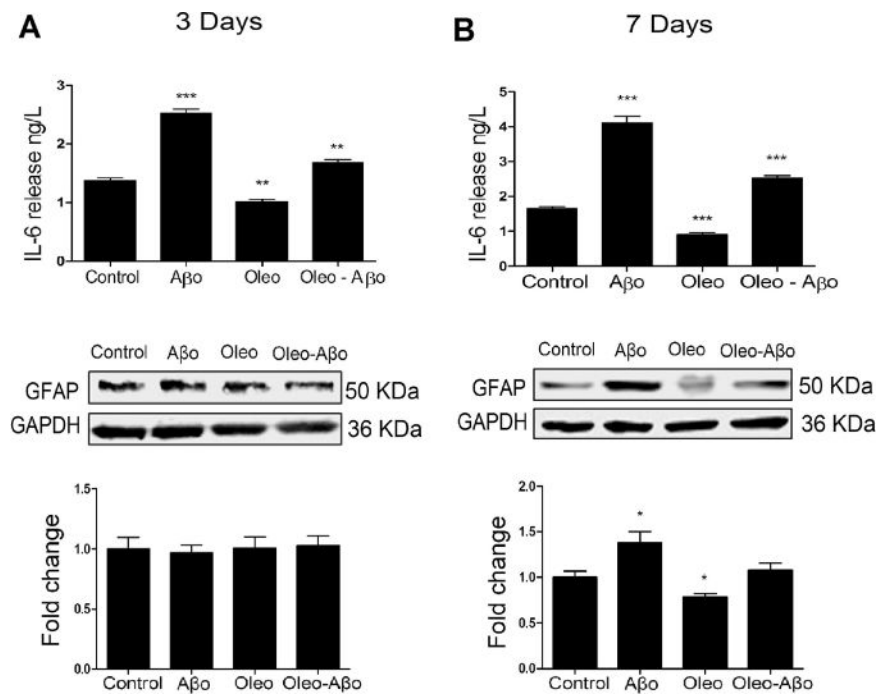 A 3 Days
IL-6 release ng/L
3
***
2
**
**
1
0
Control Aβo Oleo Oleo - Aβo
Control Aβo Oleo Oleo-Aβo
GFAP 50 KDa
GAPDH 36 KDa
Fold change
1.5
1.0
0.5
0.0
Control Aβo Oleo Oleo-Aβo
B 7 Days
IL-6 release ng/L
5
***
4
3
***
2
***
1
0
Control Aβo Oleo Oleo - Aβo
Control Aβo Oleo Oleo-Aβo
GFAP 50 KDa
GAPDH 36 KDa
Fold change
2.0
*
1.5
*
1.0
0.5
0.0
Control Aβo Oleo Oleo-Aβo